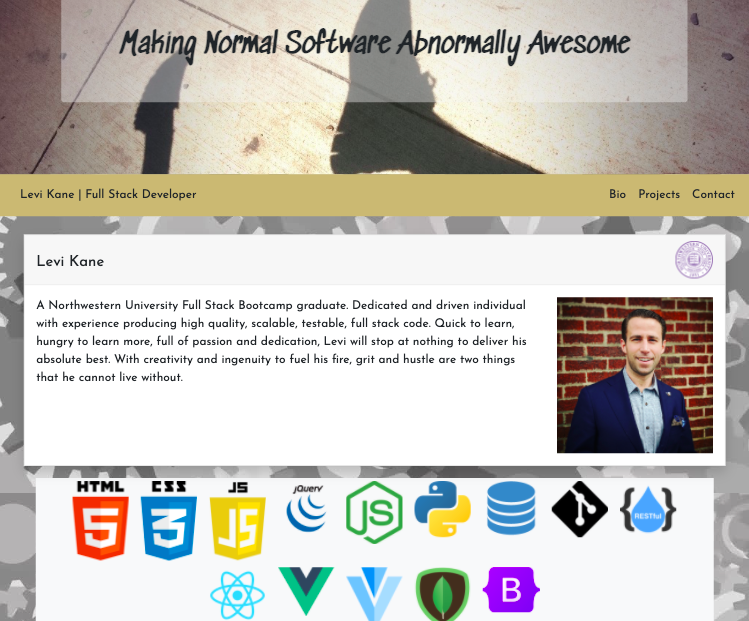 Making Normal Software Abnormally Awesome
Levi Kane | Full Stack Developer
Bio Projects Contact
Levi Kane
A Northwestern University Full Stack Bootcamp graduate. Dedicated and driven individual
with experience producing high quality, scalable, testable, full stack code. Quick to learn,
hungry to learn more, full of passion and dedication, Levi will stop at nothing to deliver his
absolute best. With creativity and ingenuity to fuel his fire, grit and hustle are two things
that he cannot live without.
HTML CSS JS jQuery
5 3 JS JS RESTful
B